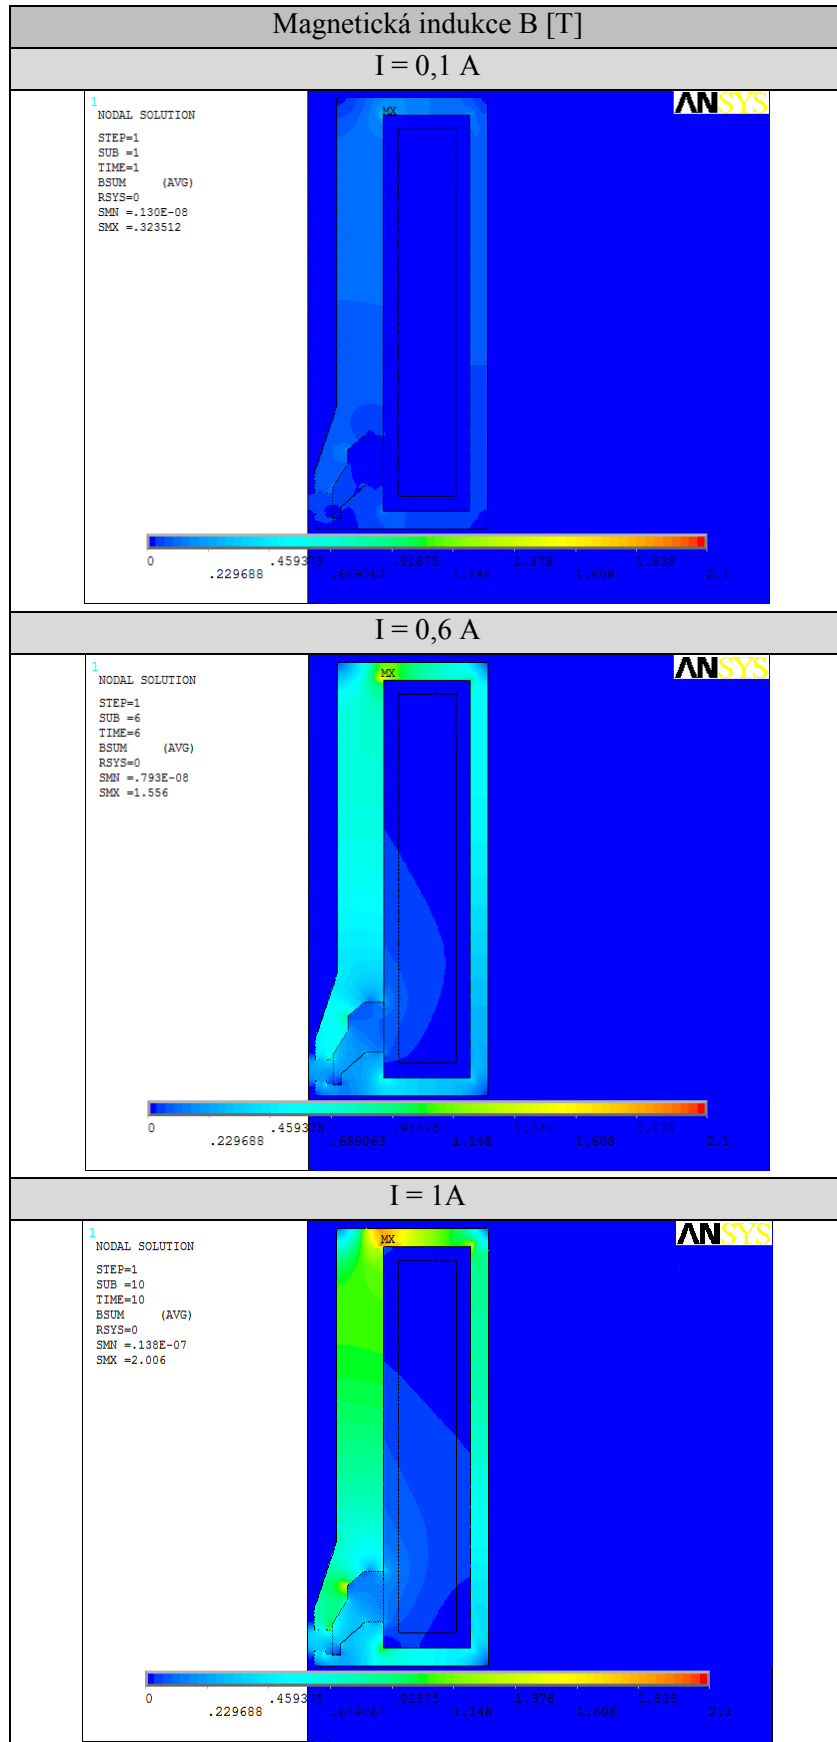 Magnetická indukce B [T]
I = 0,1 A
1
NODAL SOLUTION
ANSYS
MX
STEP=1
SUB =1
TIME=1
BSUM (AVG)
RSYS=0
SMN =.130E-08
SMX =.323512
0 .459375 .91875 1.378 1.838
.229688 .689063 1.148 1.608 2.1
I = 0,6 A
1
NODAL SOLUTION
ANSYS
MX
STEP=1
SUB =6
TIME=6
BSUM (AVG)
RSYS=0
SMN =.793E-08
SMX =1.556
0 .459375 .91875 1.378 1.838
.229688 .689063 1.148 1.608 2.1
I = 1A
1
NODAL SOLUTION
ANSYS
MX
STEP=1
SUB =10
TIME=10
BSUM (AVG)
RSYS=0
SMN =.138E-07
SMX =2.006
0 .459375 .91875 1.378 1.838
.229688 .689063 1.148 1.608 2.1